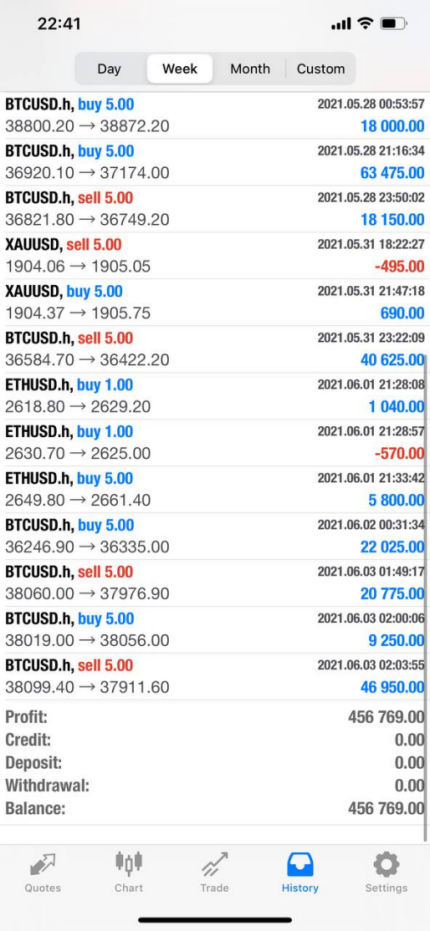 22:41
Day Week Month Custom
BTCUSD.h, buy 5.00 2021.05.28 00:53:57
38800.20 → 38872.20 18 000.00
BTCUSD.h, buy 5.00 2021.05.28 21:16:34
36920.10 → 37174.00 63 475.00
BTCUSD.h, sell 5.00 2021.05.28 23:50:02
36821.80 → 36749.20 18 150.00
XAUUSD, sell 5.00 2021.05.31 18:22:27
1904.06 → 1905.05 -495.00
XAUUSD, buy 5.00 2021.05.31 21:47:18
1904.37 → 1905.75 690.00
BTCUSD.h, sell 5.00 2021.05.31 23:22:09
36584.70 → 36422.20 40 625.00
ETHUSD.h, buy 1.00 2021.06.01 21:28:08
2618.80 → 2629.20 1 040.00
ETHUSD.h, buy 1.00 2021.06.01 21:28:57
2630.70 → 2625.00 -570.00
ETHUSD.h, buy 5.00 2021.06.01 21:33:42
2649.80 → 2661.40 5 800.00
BTCUSD.h, buy 5.00 2021.06.02 00:31:34
36246.90 → 36335.00 22 025.00
BTCUSD.h, sell 5.00 2021.06.03 01:49:17
38060.00 → 37976.90 20 775.00
BTCUSD.h, buy 5.00 2021.06.03 02:00:06
38019.00 → 38056.00 9 250.00
BTCUSD.h, sell 5.00 2021.06.03 02:03:55
38099.40 → 37911.60 46 950.00
Profit: 456 769.00
Credit: 0.00
Deposit: 0.00
Withdrawal: 0.00
Balance: 456 769.00
Quotes Chart Trade History Settings